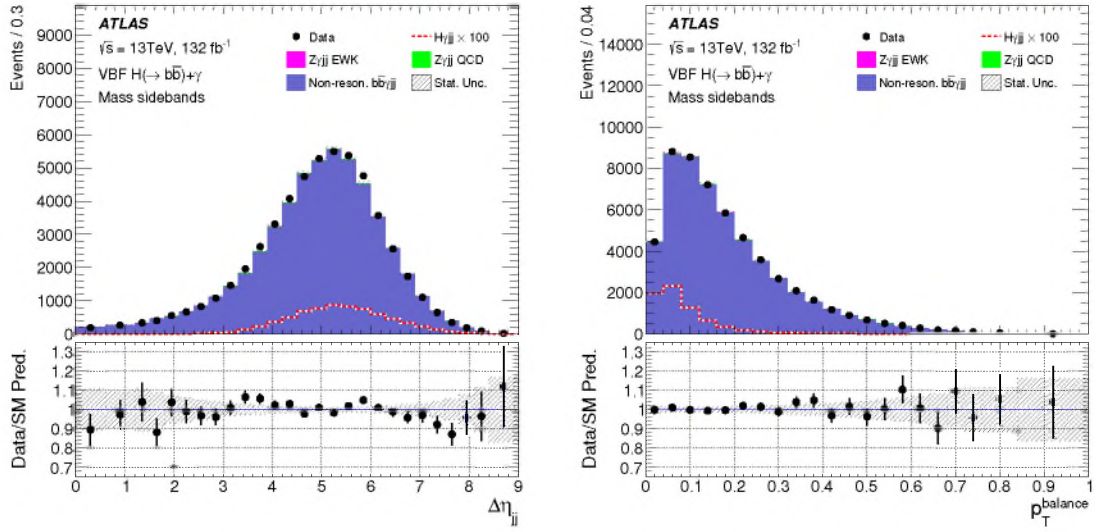 Events / 0.3
9000
8000
7000
6000
5000
4000
3000
2000
1000
0
ATLAS
√s = 13TeV, 132 fb⁻¹
VBF H(→ bb̅)+γ
Mass sidebands
Data
Hγjj × 100
Zγjj EWK
Zγjj QCD
Non-reson. bb̅γjj
Stat. Unc.
Data/SM Pred.
1.3
1.2
1.1
1
0.9
0.8
0.7
0 1 2 3 4 5 6 7 8 9
Δηjj
Events / 0.04
14000
12000
10000
8000
6000
4000
2000
0
ATLAS
√s = 13TeV, 132 fb⁻¹
VBF H(→ bb̅)+γ
Mass sidebands
Data
Hγjj × 100
Zγjj EWK
Zγjj QCD
Non-reson. bb̅γjj
Stat. Unc.
Data/SM Pred.
1.3
1.2
1.1
1
0.9
0.8
0.7
0 0.1 0.2 0.3 0.4 0.5 0.6 0.7 0.8 0.9 1
pT balance